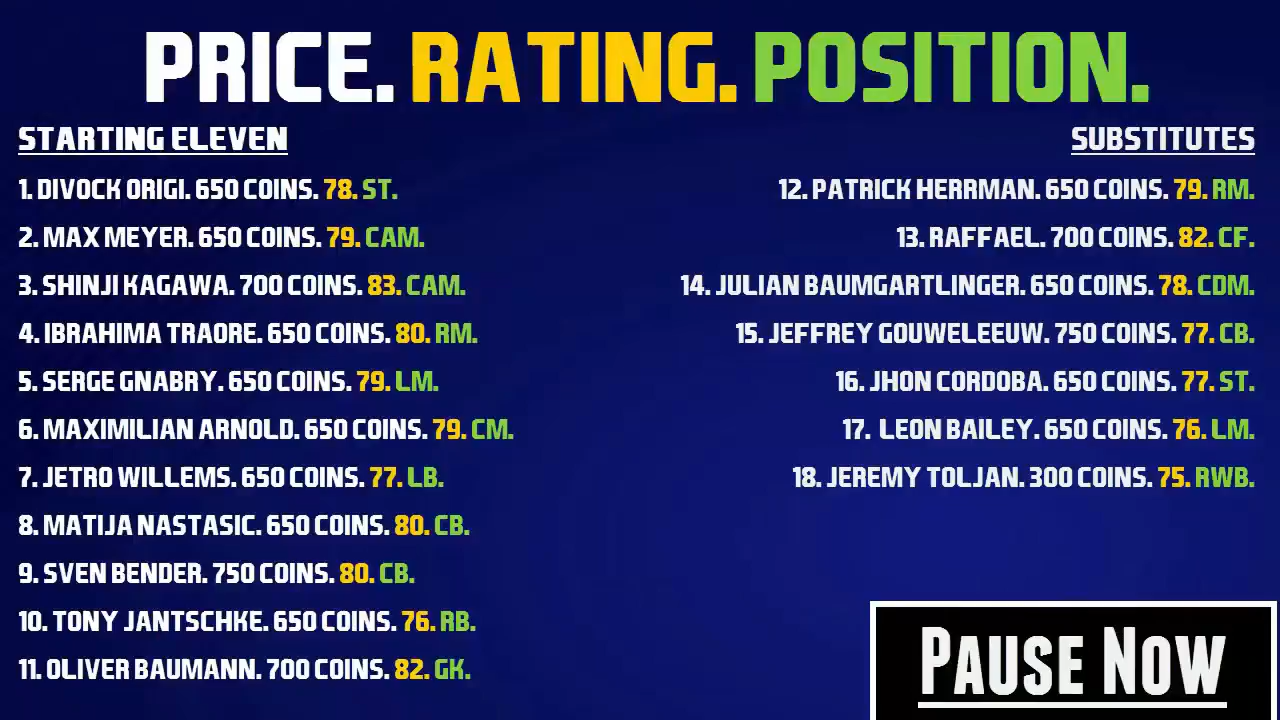 PRICE. RATING. POSITION.
STARTING ELEVEN
1. DIVOCK ORIGI. 650 COINS. 78. ST.
2. MAX MEYER. 650 COINS. 79. CAM.
3. SHINJI KAGAWA. 700 COINS. 83. CAM.
4. IBRAHIMA TRAORE. 650 COINS. 80. RM.
5. SERGE GNABRY. 650 COINS. 79. LM.
6. MAXIMILIAN ARNOLD. 650 COINS. 79. CM.
7. JETRO WILLEMS. 650 COINS. 77. LB.
8. MATIJA NASTASIC. 650 COINS. 80. CB.
9. SVEN BENDER. 750 COINS. 80. CB.
10. TONY JANTSCHKE. 650 COINS. 76. RB.
11. OLIVER BAUMANN. 700 COINS. 82. GK.
SUBSTITUTES
12. PATRICK HERRMAN. 650 COINS. 79. RM.
13. RAFFAEL. 700 COINS. 82. CF.
14. JULIAN BAUMGARTLINGER. 650 COINS. 78. CDM.
15. JEFFREY GOUWELEEUW. 750 COINS. 77. CB.
16. JHON CORDOBA. 650 COINS. 77. ST.
17. LEON BAILEY. 650 COINS. 76. LM.
18. JEREMY TOLJAN. 300 COINS. 75. RWB.
PAUSE NOW